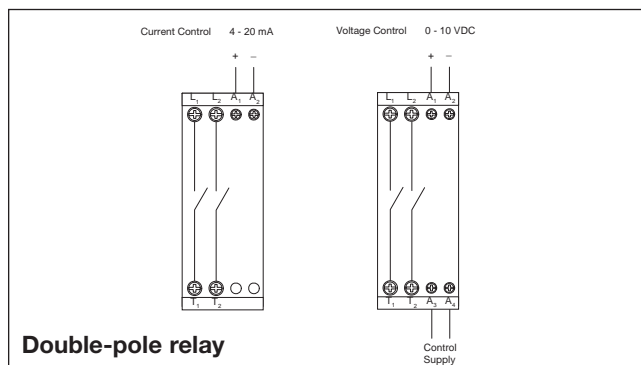 Current Control 4 - 20 mA Voltage Control 0 - 10 VDC
+ – + –
L1 L2 A1 A2 L1 L2 A1 A2
T1 T2 T1 T2 A3 A4
Double-pole relay
Control
Supply